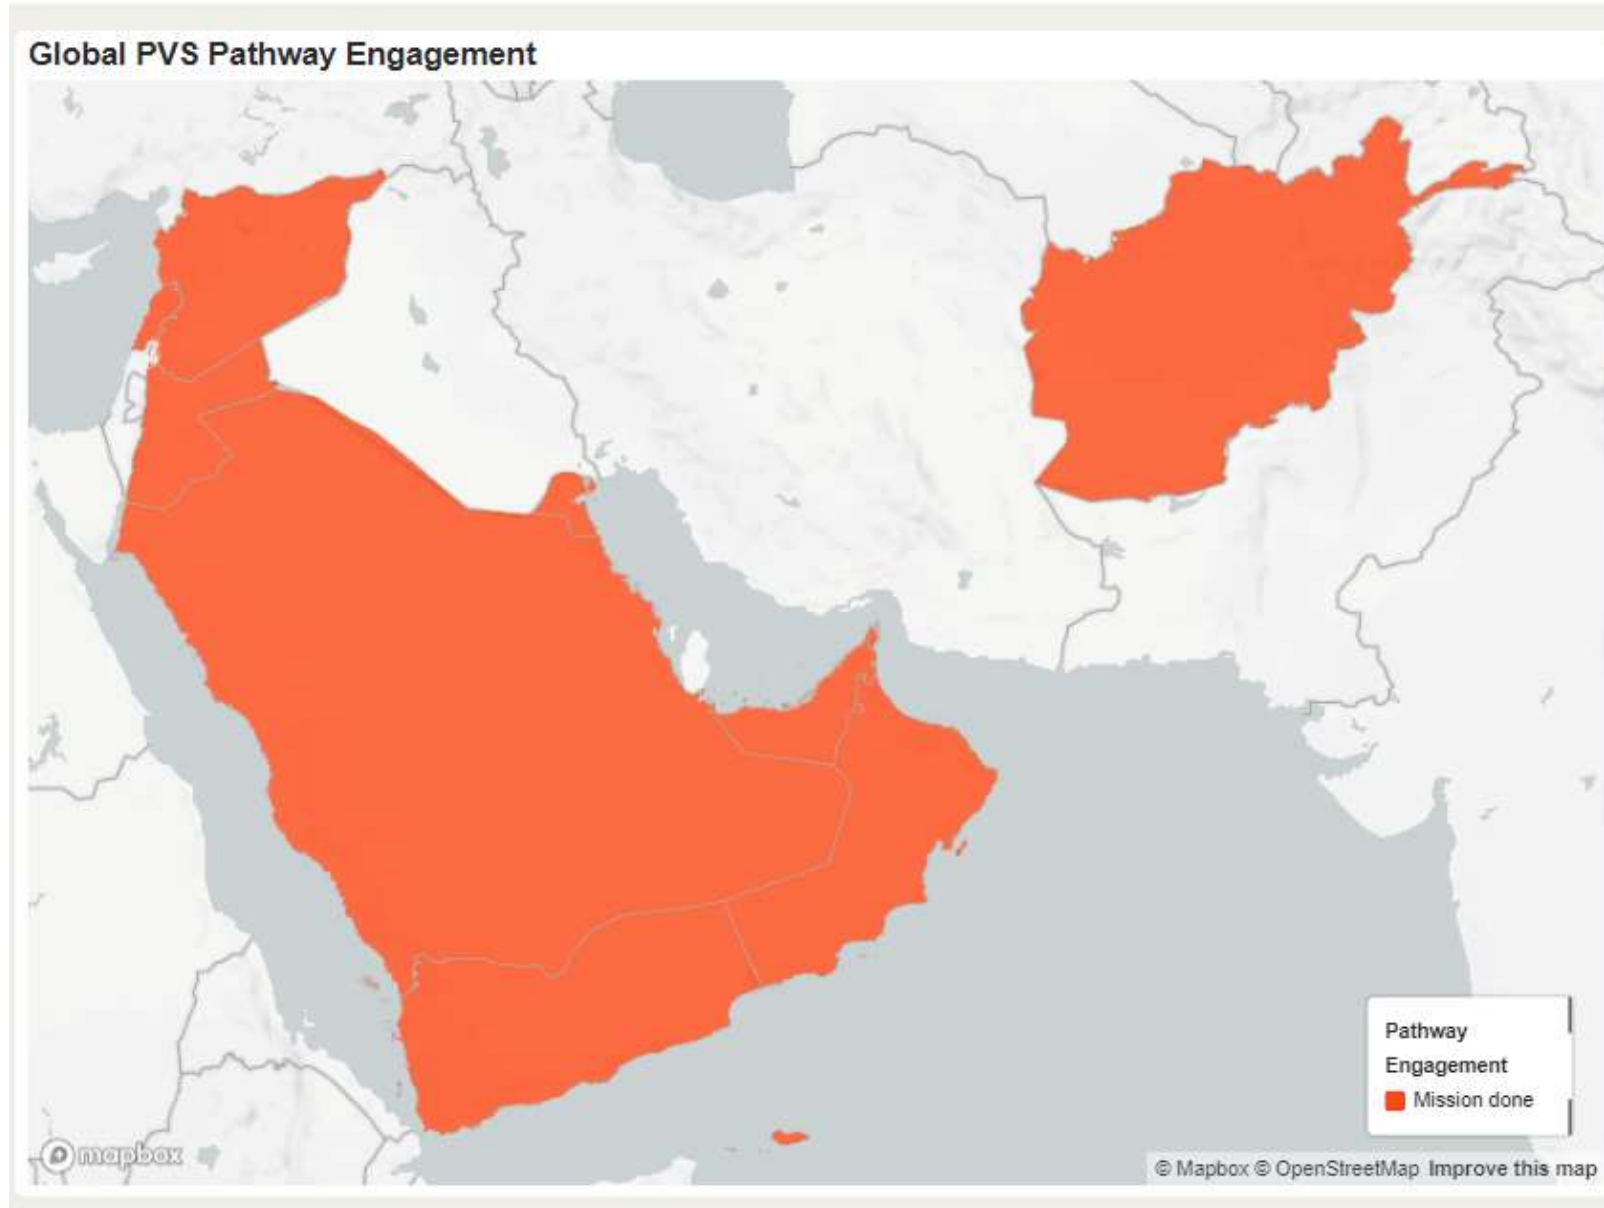 Global PVS Pathway Engagement
Pathway
Engagement
Mission done
mapbox
© Mapbox © OpenStreetMap Improve this map